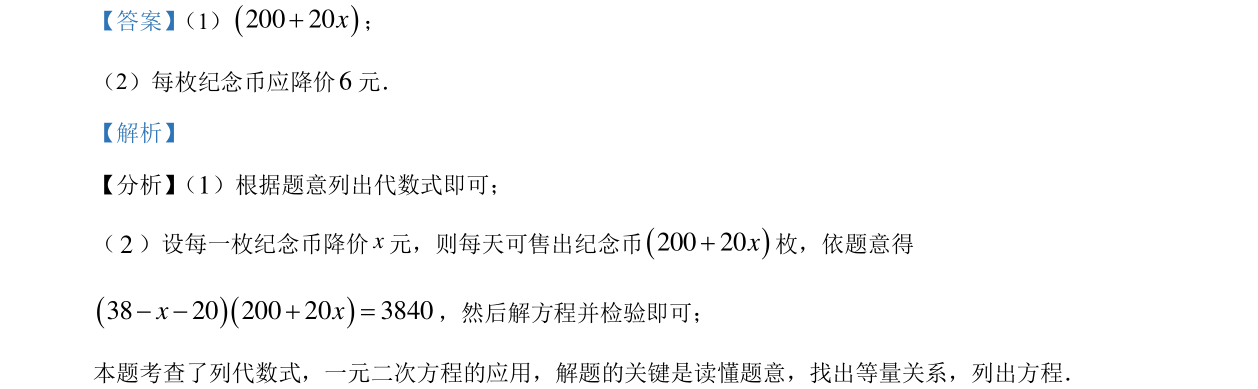 【答案】（1）(200+20x)；
（2）每枚纪念币应降价6元．
【解析】
【分析】（1）根据题意列出代数式即可；
（2）设每一枚纪念币降价x元，则每天可售出纪念币(200+20x)枚，依题意得
(38−x−20)(200+20x)=3840，然后解方程并检验即可；
本题考查了列代数式，一元二次方程的应用，解题的关键是读懂题意，找出等量关系，列出方程．